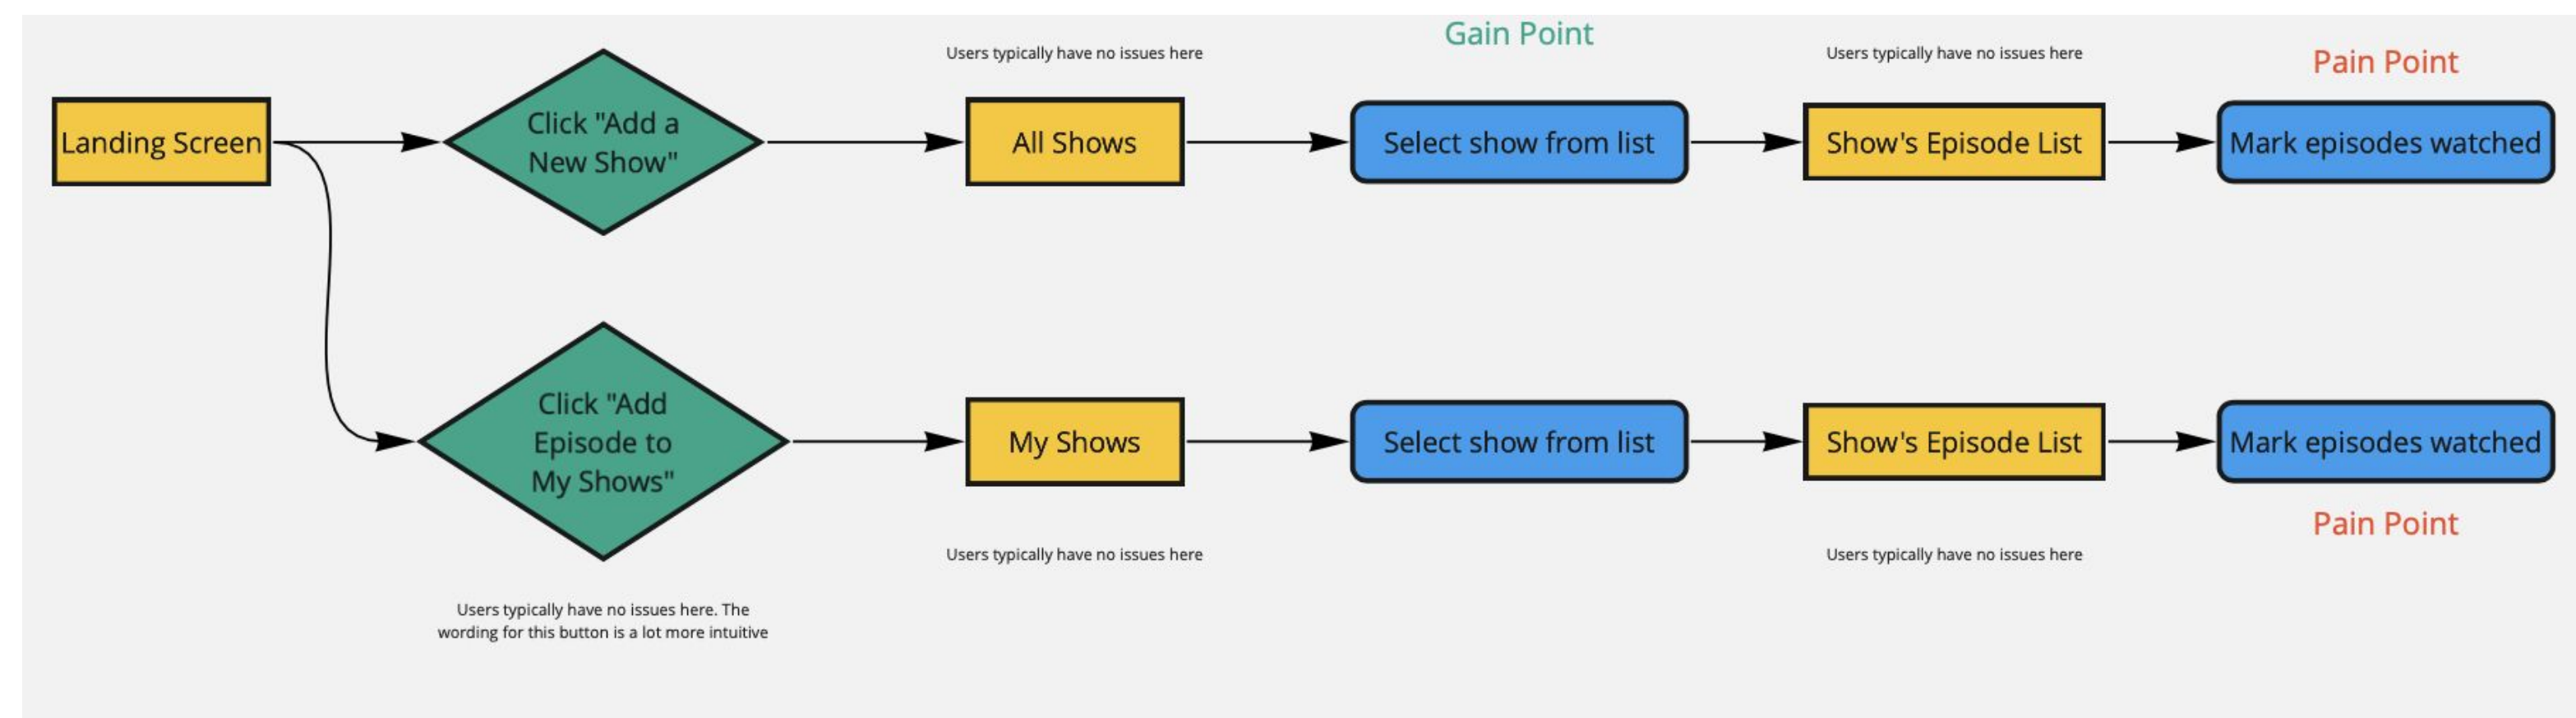 Gain Point
Users typically have no issues here
Users typically have no issues here
Pain Point
Landing Screen
Click "Add a
New Show"
All Shows
Select show from list
Show's Episode List
Mark episodes watched
Click "Add
Episode to
My Shows"
My Shows
Select show from list
Show's Episode List
Mark episodes watched
Pain Point
Users typically have no issues here
Users typically have no issues here
Users typically have no issues here. The
wording for this button is a lot more intuitive